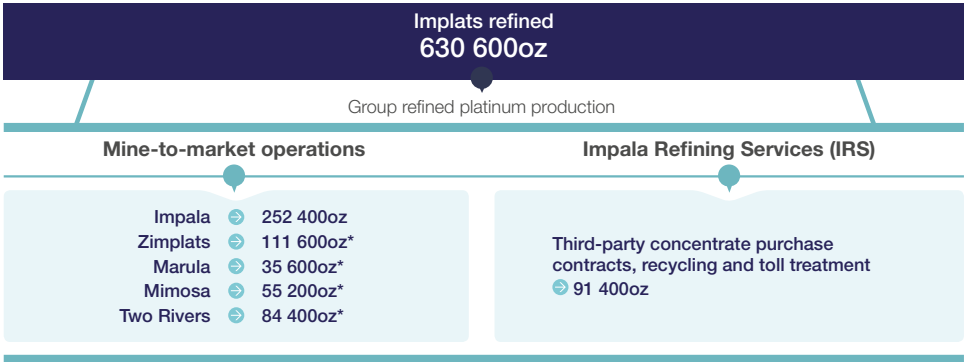 Implats refined
630 600oz
Group refined platinum production
Mine-to-market operations
Impala 252 400oz
Zimplats 111 600oz*
Marula 35 600oz*
Mimosa 55 200oz*
Two Rivers 84 400oz*
Impala Refining Services (IRS)
Third-party concentrate purchase
contracts, recycling and toll treatment
91 400oz